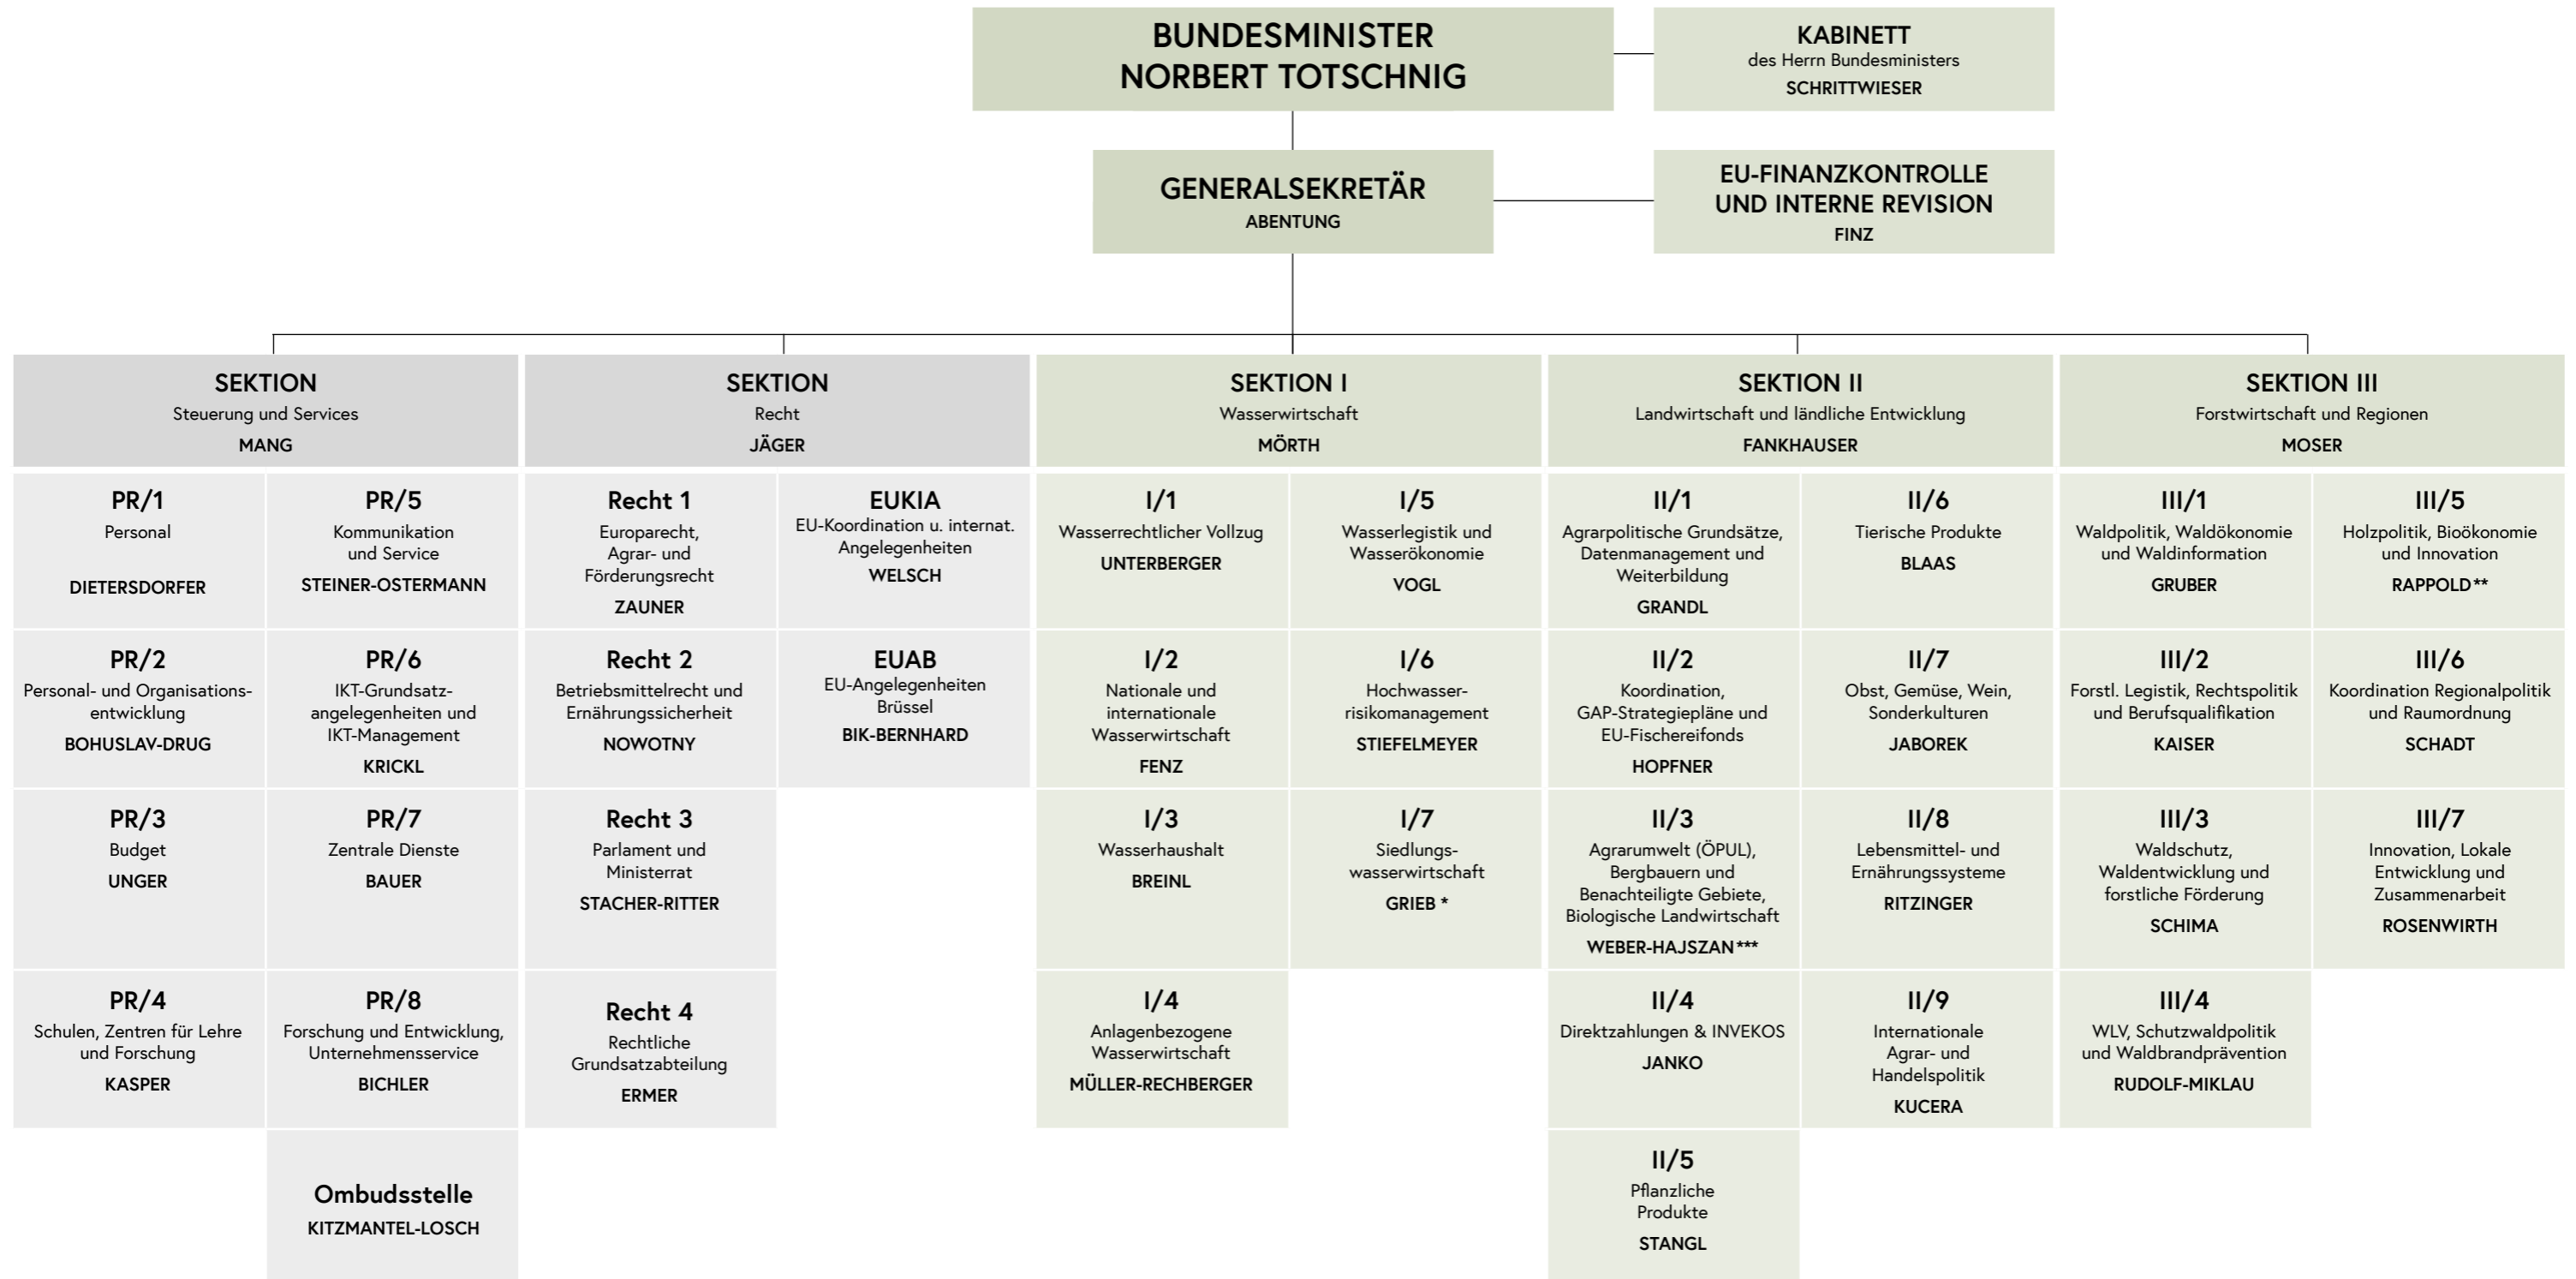 BUNDESMINISTER
NORBERT TOTSCHNIG
KABINETT
des Herrn Bundesministers
SCHRITTWIESER
GENERALSEKRETÄR
ABENTUNG
EU-FINANZKONTROLLE
UND INTERNE REVISION
FINZ
SEKTION
Steuerung und Services
MANG
PR/1
Personal
DIETERSDORFER
PR/5
Kommunikation
und Service
STEINER-OSTERMANN
PR/2
Personal- und Organisations-
entwicklung
BOHUSLAV-DRUG
PR/6
IKT-Grundsatz-
angelegenheiten und
IKT-Management
KRICKL
PR/3
Budget
UNGER
PR/7
Zentrale Dienste
BAUER
PR/4
Schulen, Zentren für Lehre
und Forschung
KASPER
PR/8
Forschung und Entwicklung,
Unternehmensservice
BICHLER
Ombudsstelle
KITZMANTEL-LOSCH
SEKTION
Recht
JÄGER
Recht 1
Europarecht,
Agrar- und
Förderungsrecht
ZAUNER
EUKIA
EU-Koordination u. internat.
Angelegenheiten
WELSCH
Recht 2
Betriebsmittelrecht und
Ernährungssicherheit
NOWOTNY
EUAB
EU-Angelegenheiten
Brüssel
BIK-BERNHARD
Recht 3
Parlament und
Ministerrat
STACHER-RITTER
Recht 4
Rechtliche
Grundsatzabteilung
ERMER
SEKTION I
Wasserwirtschaft
MÖRTH
I/1
Wasserrechtlicher Vollzug
UNTERBERGER
I/5
Wasserlegistik und
Wasserökonomie
VOGL
I/2
Nationale und
internationale
Wasserwirtschaft
FENZ
I/6
Hochwasser-
risikomanagement
STIEFELMEYER
I/3
Wasserhaushalt
BREINL
I/7
Siedlungs-
wasserwirtschaft
GRIEB *
I/4
Anlagenbezogene
Wasserwirtschaft
MÜLLER-RECHBERGER
SEKTION II
Landwirtschaft und ländliche Entwicklung
FANKHAUSER
II/1
Agrarpolitische Grundsätze,
Datenmanagement und
Weiterbildung
GRANDL
II/6
Tierische Produkte
BLAAS
II/2
Koordination,
GAP-Strategiepläne und
EU-Fischereifonds
HOPFNER
II/7
Obst, Gemüse, Wein,
Sonderkulturen
JABOREK
II/3
Agrarumwelt (ÖPUL),
Bergbauern und
Benachteiligte Gebiete,
Biologische Landwirtschaft
WEBER-HAJSZAN***
II/8
Lebensmittel- und
Ernährungssysteme
RITZINGER
II/4
Direktzahlungen & INVEKOS
JANKO
II/9
Internationale
Agrar- und
Handelspolitik
KUCERA
II/5
Pflanzliche
Produkte
STANGL
SEKTION III
Forstwirtschaft und Regionen
MOSER
III/1
Waldpolitik, Waldökonomie
und Waldinformation
GRUBER
III/5
Holzpolitik, Bioökonomie
und Innovation
RAPPOLD**
III/2
Forstl. Legistik, Rechtspolitik
und Berufsqualifikation
KAISER
III/6
Koordination Regionalpolitik
und Raumordnung
SCHADT
III/3
Waldschutz,
Waldentwicklung und
forstliche Förderung
SCHIMA
III/7
Innovation, Lokale
Entwicklung und
Zusammenarbeit
ROSENWIRTH
III/4
WLV, Schutzwaldpolitik
und Waldbrandprävention
RUDOLF-MIKLAU